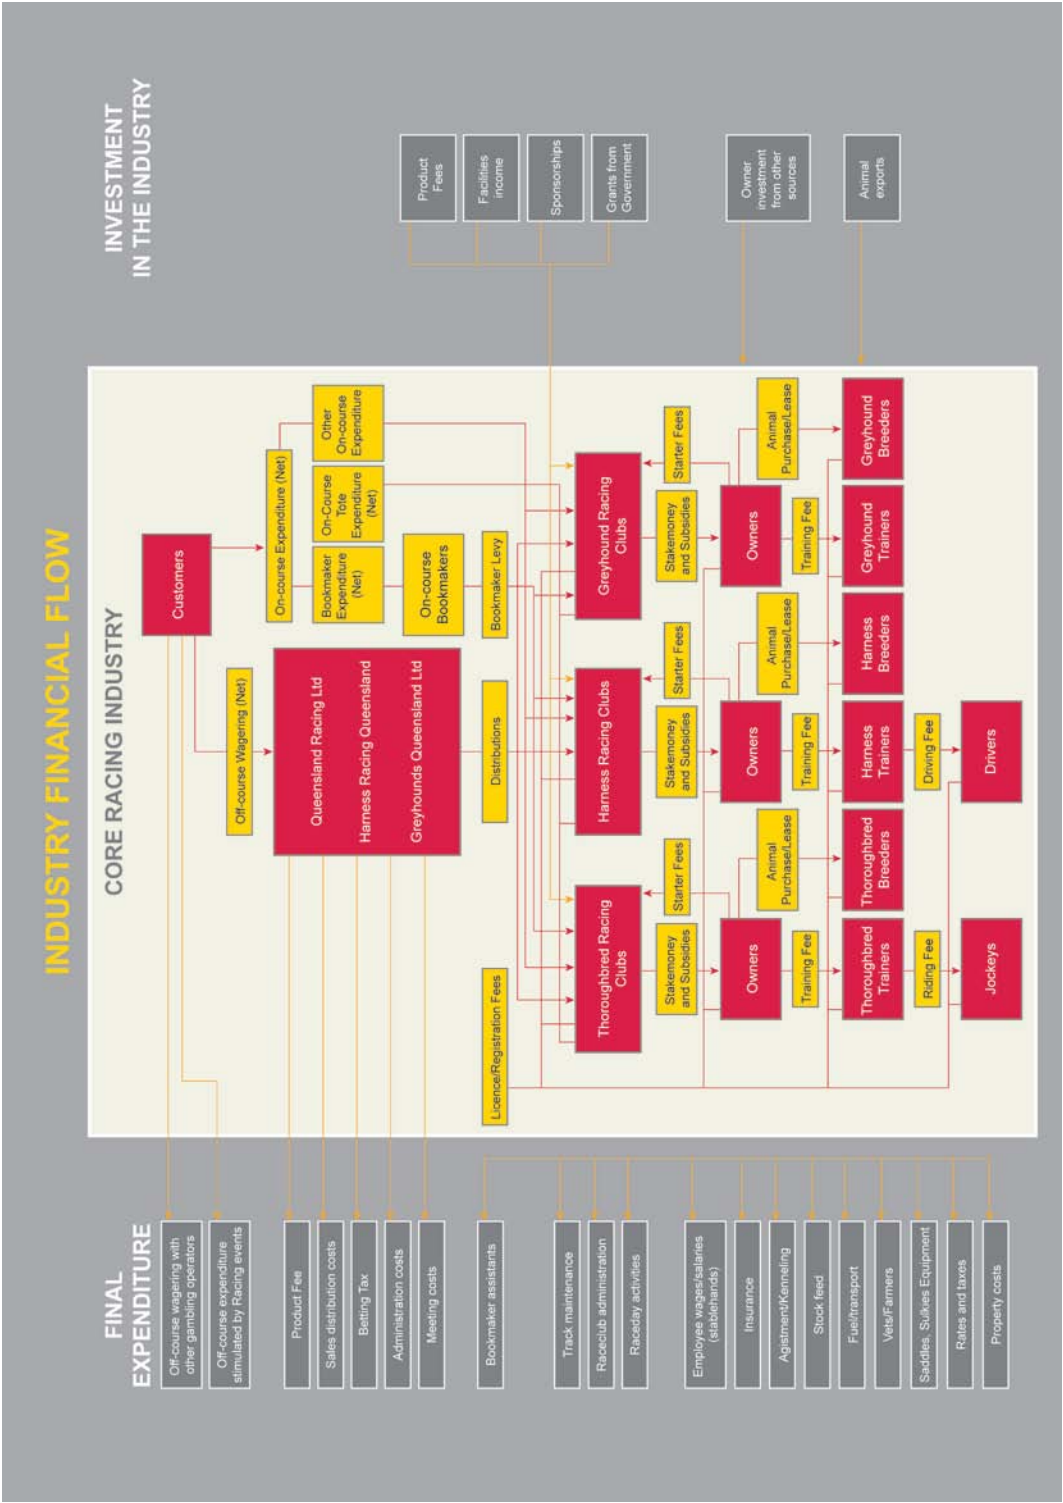 INDUSTRY FINANCIAL FLOW
FINAL
EXPENDITURE
CORE RACING INDUSTRY
INVESTMENT
IN THE INDUSTRY
Off-course wagering with
other gambling operators
Off-course expenditure
stimulated by Racing events
Product Fee
Sales distribution costs
Betting Tax
Administration costs
Meeting costs
Bookmaker assistants
Track maintenance
Raceclub administration
Raceday activities
Employee wages/salaries
(stablehands)
Insurance
Agistment/Kenneling
Stock feed
Fuel/transport
Vets/Farmers
Saddles, Sulkies Equipment
Rates and taxes
Property costs
Customers
Off-course Wagering (Net)
On-course Expenditure (Net)
Queensland Racing Ltd
Harness Racing Queensland
Greyhounds Queensland Ltd
Bookmaker
Expenditure
(Net)
On-Course
Tote
Expenditure
(Net)
Other
On-course
Expenditure
On-course
Bookmakers
Licence/Registration Fees
Distributions
Bookmaker Levy
Thoroughbred Racing
Clubs
Harness Racing Clubs
Greyhound Racing
Clubs
Stakemoney
and Subsidies
Starter Fees
Stakemoney
and Subsidies
Starter Fees
Stakemoney
and Subsidies
Starter Fees
Owners
Owners
Owners
Training Fee
Animal
Purchase/Lease
Training Fee
Animal
Purchase/Lease
Training Fee
Animal
Purchase/Lease
Thoroughbred
Trainers
Thoroughbred
Breeders
Harness
Trainers
Harness
Breeders
Greyhound
Trainers
Greyhound
Breeders
Riding Fee
Driving Fee
Jockeys
Drivers
Product
Fees
Facilities
income
Sponsorships
Grants from
Government
Owner
investment
from other
sources
Animal
exports